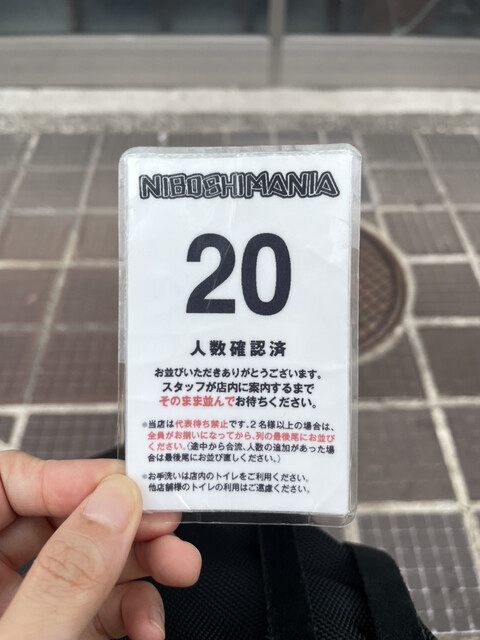 NIBOSHIMANIA
20
人数確認済
お並びいただきありがとうございます。
スタッフが店内に案内するまで
そのまま並んでお待ちください。
※当店は代表待ち禁止です。2名様以上の場合は、
全員がお揃いになってから、列の最後尾にお並び
ください。（途中から合流、人数の追加があった場
合は最後尾にお並び直しください。）
※お手洗いは店内のトイレをご利用ください。
他店舗様のトイレの利用はご遠慮ください。